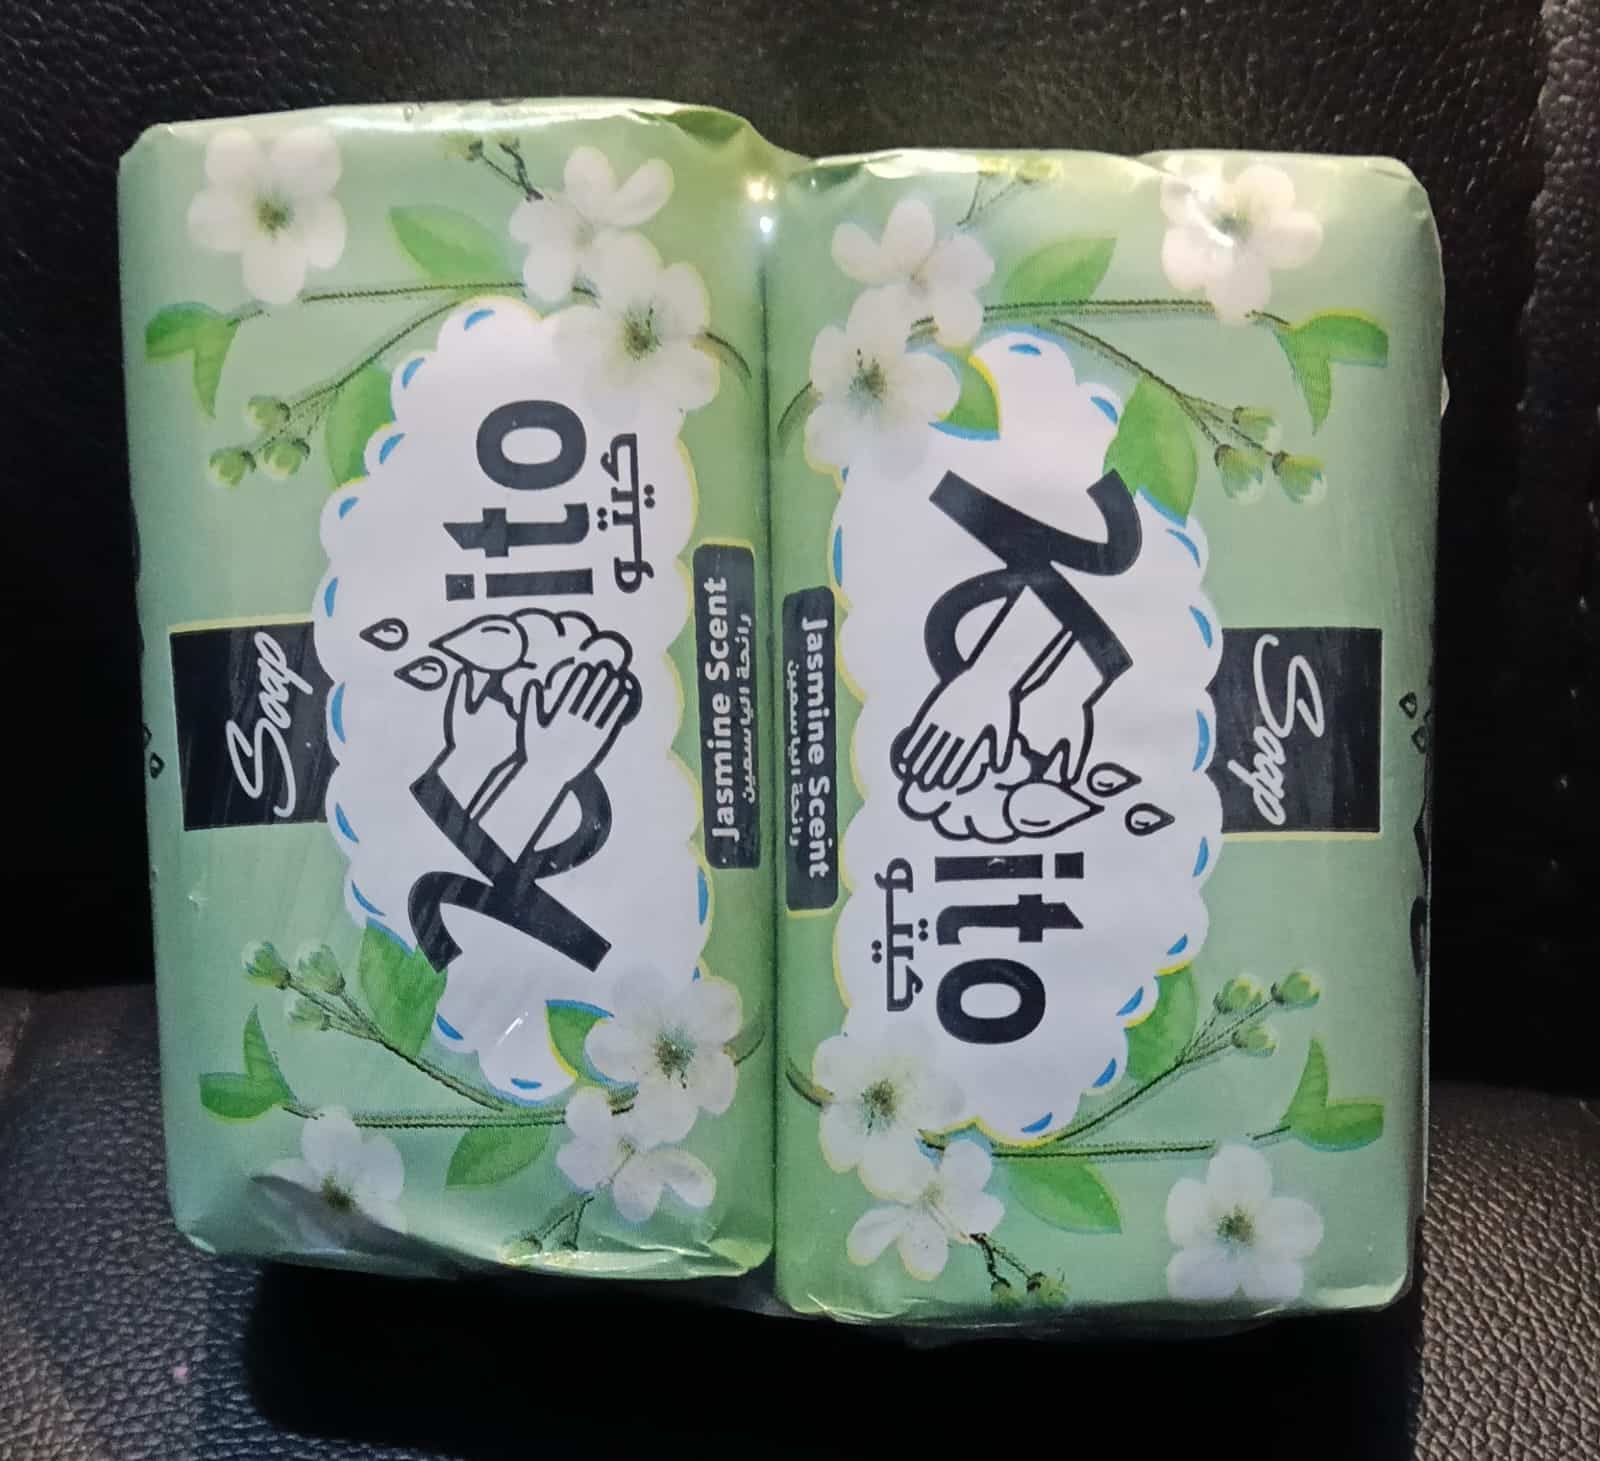 Kito
كيتو
Soap
Jasmine Scent
رائحة الياسمين
Kito
كيتو
Soap
Jasmine Scent
رائحة الياسمين